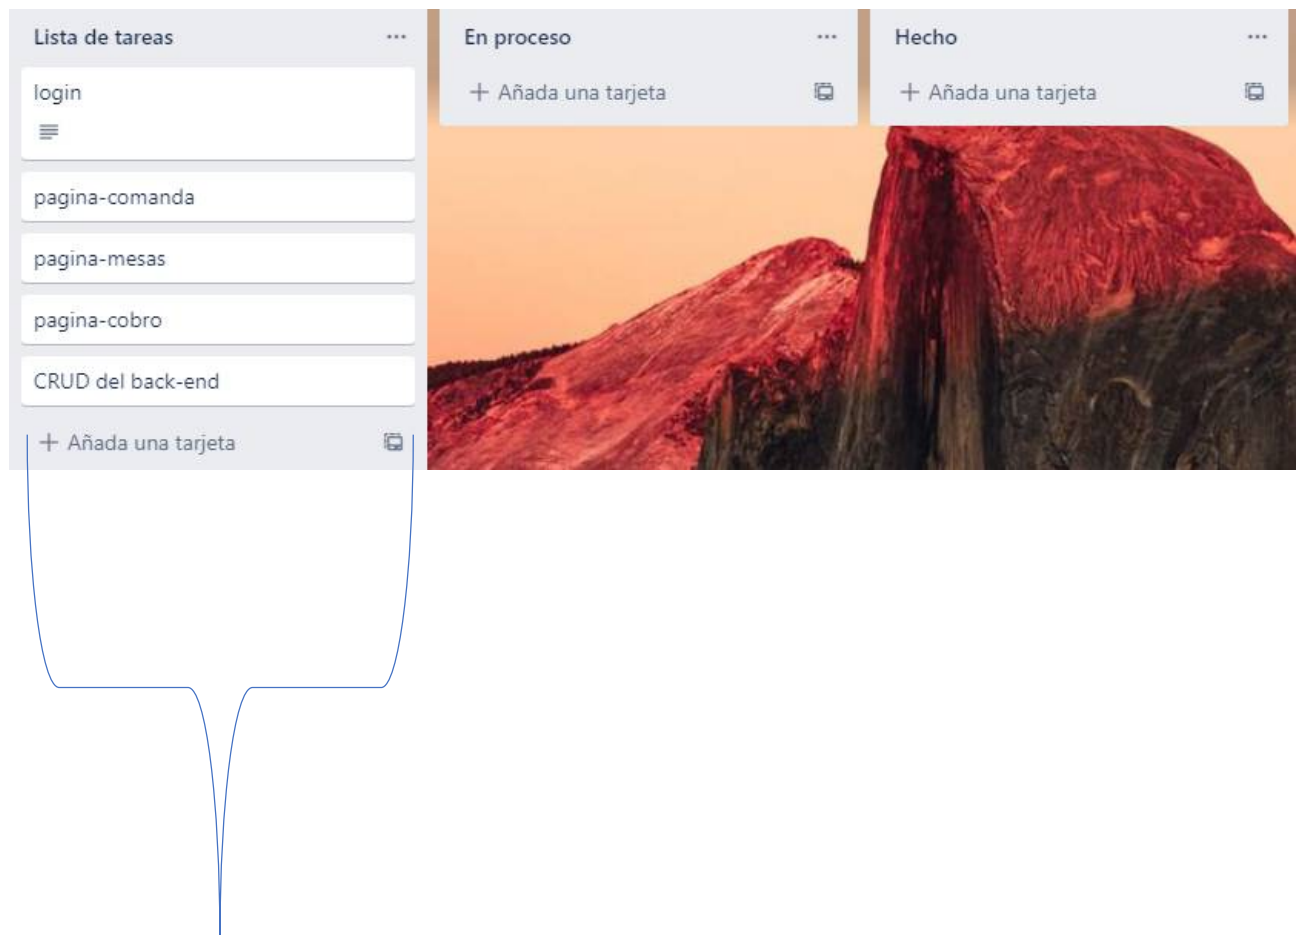 Lista de tareas
login
pagina-comanda
pagina-mesas
pagina-cobro
CRUD del back-end
+ Añada una tarjeta
En proceso
+ Añada una tarjeta
Hecho
+ Añada una tarjeta